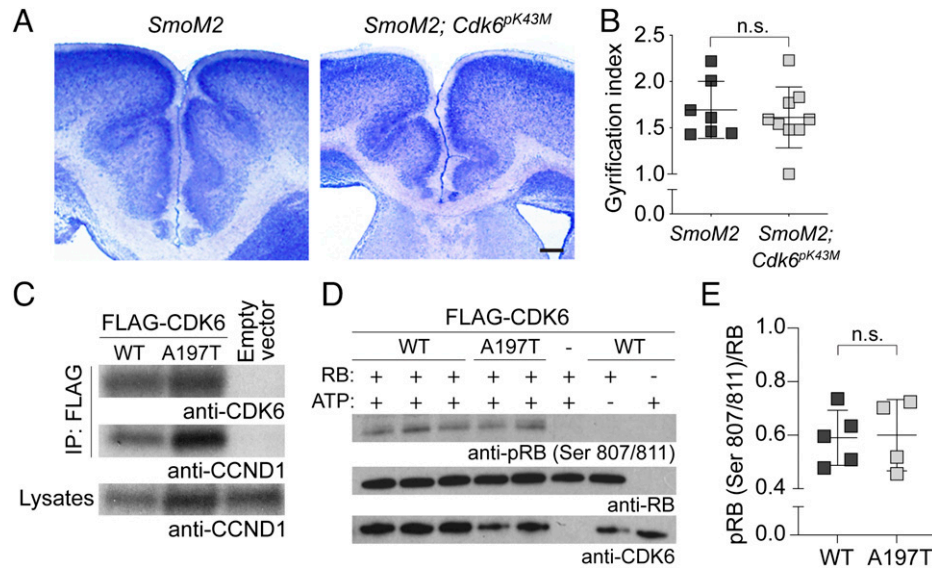 A
SmoM2
SmoM2; Cdk6pK43M
B
n.s.
Gyrification index
2.5
2.0
1.5
1.0
0.0
SmoM2
SmoM2;
Cdk6pK43M
C
FLAG-CDK6
Empty
vector
WT A197T
IP: FLAG
anti-CDK6
anti-CCND1
Lysates
anti-CCND1
D
FLAG-CDK6
WT A197T - WT
RB: + + + + + + + -
ATP: + + + + + + - +
anti-pRB (Ser 807/811)
anti-RB
anti-CDK6
E
n.s.
pRB (Ser 807/811)/RB
1.0
0.8
0.6
0.4
0.0
WT A197T